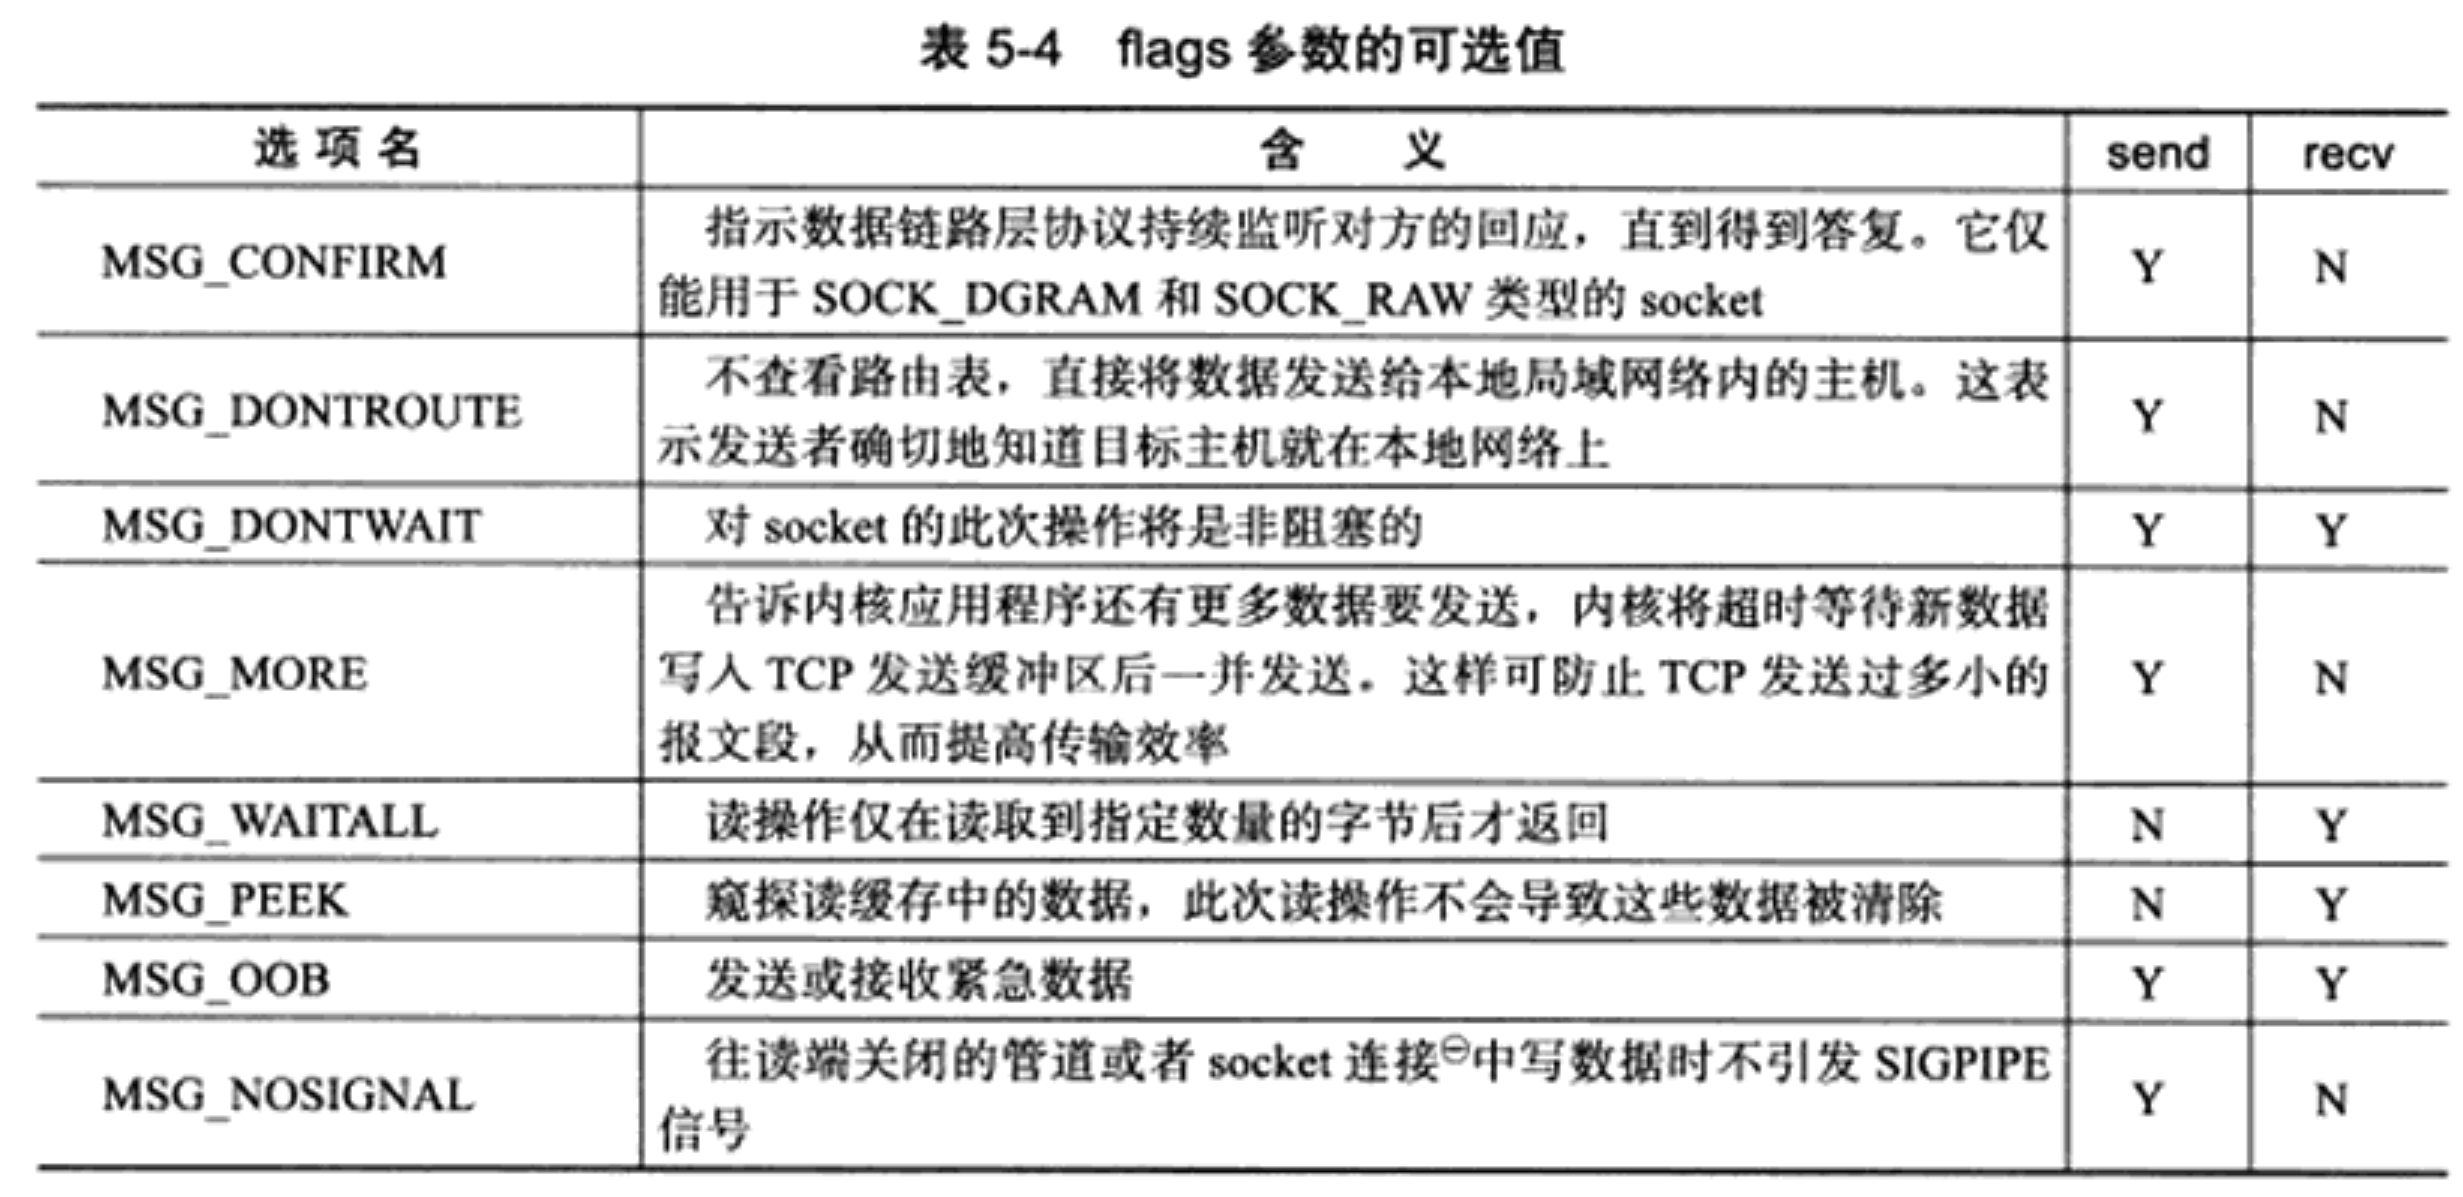 表 5-4 flags 参数的可选值
选项名 含 义 send recv
MSG_CONFIRM 指示数据链路层协议持续监听对方的回应，直到得到答复。它仅 Y N
能用于 SOCK_DGRAM 和 SOCK_RAW 类型的 socket
MSG_DONTROUTE 不查看路由表，直接将数据发送给本地局域网络内的主机。这表 Y N
示发送者确切地知道目标主机就在本地网络上
MSG_DONTWAIT 对 socket 的此次操作将是非阻塞的 Y Y
告诉内核应用程序还有更多数据要发送，内核将超时等待新数据
MSG_MORE 写入 TCP 发送缓冲区后一并发送。这样可防止 TCP 发送过多小的 Y N
报文段，从而提高传输效率
MSG_WAITALL 读操作仅在读取到指定数量的字节后才返回 N Y
MSG_PEEK 窥探读缓存中的数据，此次读操作不会导致这些数据被清除 N Y
MSG_OOB 发送或接收紧急数据 Y Y
MSG_NOSIGNAL 往读端关闭的管道或者 socket 连接㊀中写数据时不引发 SIGPIPE Y N
信号